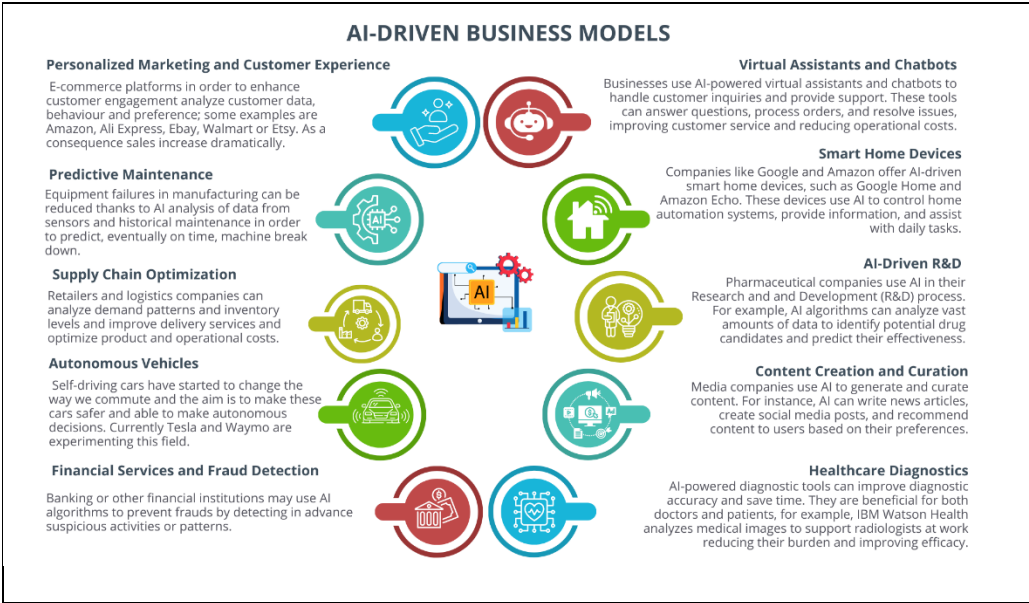 AI-DRIVEN BUSINESS MODELS
Personalized Marketing and Customer Experience
E-commerce platforms in order to enhance
customer engagement analyze customer data,
behaviour and preference; some examples are
Amazon, Ali Express, Ebay, Walmart or Etsy. As a
consequence sales increase dramatically.
Predictive Maintenance
Equipment failures in manufacturing can be
reduced thanks to AI analysis of data from
sensors and historical maintenance in order
to predict, eventually on time, machine break
down.
Supply Chain Optimization
Retailers and logistics companies can
analyze demand patterns and inventory
levels and improve delivery services and
optimize product and operational costs.
Autonomous Vehicles
Self-driving cars have started to change the
way we commute and the aim is to make these
cars safer and able to make autonomous
decisions. Currently Tesla and Waymo are
experimenting this field.
Financial Services and Fraud Detection
Banking or other financial institutions may use AI
algorithms to prevent frauds by detecting in advance
suspicious activities or patterns.
AI
AI
Virtual Assistants and Chatbots
Businesses use AI-powered virtual assistants and chatbots to
handle customer inquiries and provide support. These tools
can answer questions, process orders, and resolve issues,
improving customer service and reducing operational costs.
Smart Home Devices
Companies like Google and Amazon offer AI-driven
smart home devices, such as Google Home and
Amazon Echo. These devices use AI to control home
automation systems, provide information, and assist
with daily tasks.
AI-Driven R&D
Pharmaceutical companies use AI in their
Research and and Development (R&D) process.
For example, AI algorithms can analyze vast
amounts of data to identify potential drug
candidates and predict their effectiveness.
Content Creation and Curation
Media companies use AI to generate and curate
content. For instance, AI can write news articles,
create social media posts, and recommend
content to users based on their preferences.
Healthcare Diagnostics
AI-powered diagnostic tools can improve diagnostic
accuracy and save time. They are beneficial for both
doctors and patients, for example, IBM Watson Health
analyzes medical images to support radiologists at work
reducing their burden and improving efficacy.